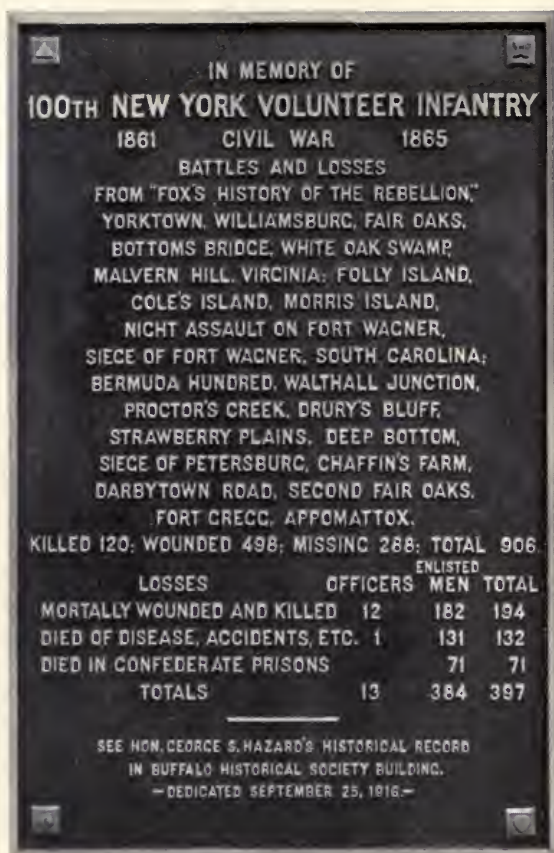 IN MEMORY OF
100TH NEW YORK VOLUNTEER INFANTRY
1861 CIVIL WAR 1865
BATTLES AND LOSSES
FROM "FOX'S HISTORY OF THE REBELLION,"
YORKTOWN, WILLIAMSBURG, FAIR OAKS,
BOTTOMS BRIDGE, WHITE OAK SWAMP,
MALVERN HILL, VIRGINIA; FOLLY ISLAND,
COLE'S ISLAND, MORRIS ISLAND,
NIGHT ASSAULT ON FORT WAGNER,
SIEGE OF FORT WAGNER, SOUTH CAROLINA;
BERMUDA HUNDRED, WALTHALL JUNCTION,
PROCTOR'S CREEK, DRURY'S BLUFF,
STRAWBERRY PLAINS, DEEP BOTTOM,
SIEGE OF PETERSBURG, CHAFFIN'S FARM,
DARBYTOWN ROAD, SECOND FAIR OAKS.
FORT GREGG, APPOMATTOX.
KILLED 120; WOUNDED 498; MISSING 288; TOTAL 906
LOSSES OFFICERS ENLISTED MEN TOTAL
MORTALLY WOUNDED AND KILLED 12 182 194
DIED OF DISEASE, ACCIDENTS, ETC. 1 131 132
DIED IN CONFEDERATE PRISONS 71 71
TOTALS 13 384 397
SEE HON. GEORGE S. HAZARD'S HISTORICAL RECORD
IN BUFFALO HISTORICAL SOCIETY BUILDING.
—DEDICATED SEPTEMBER 25, 1916.—